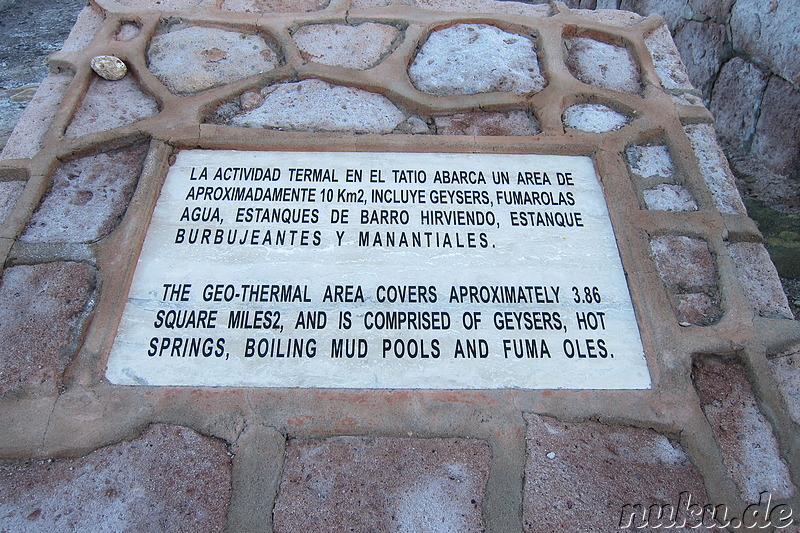 LA ACTIVIDAD TERMAL EN EL TATIO ABARCA UN AREA DE
APROXIMADAMENTE 10 Km2, INCLUYE GEYSERS, FUMAROLAS
AGUA, ESTANQUES DE BARRO HIRVIENDO, ESTANQUE
BURBUJEANTES Y MANANTIALES.
THE GEO-THERMAL AREA COVERS APROXIMATELY 3.86
SQUARE MILES2, AND IS COMPRISED OF GEYSERS, HOT
SPRINGS, BOILING MUD POOLS AND FUMA OLES.
nuku.de